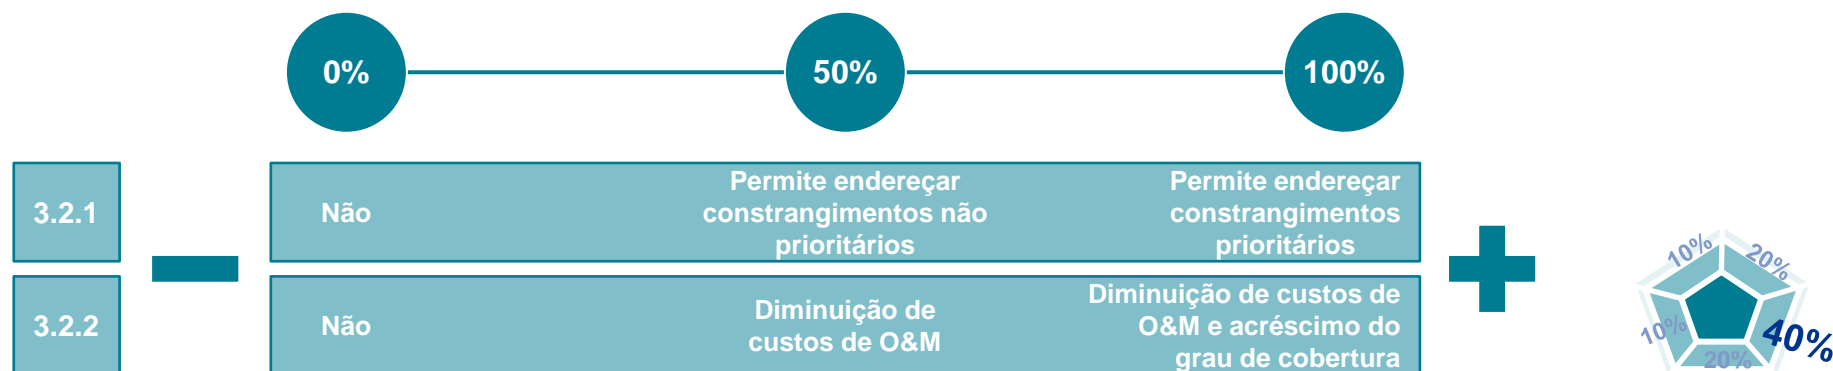 0%
50%
100%
3.2.1
Não
Permite endereçar
constrangimentos não
prioritários
Permite endereçar
constrangimentos
prioritários
3.2.2
Não
Diminuição de
custos de O&M
Diminuição de custos de
O&M e acréscimo do
grau de cobertura
10%
20%
10%
40%
20%